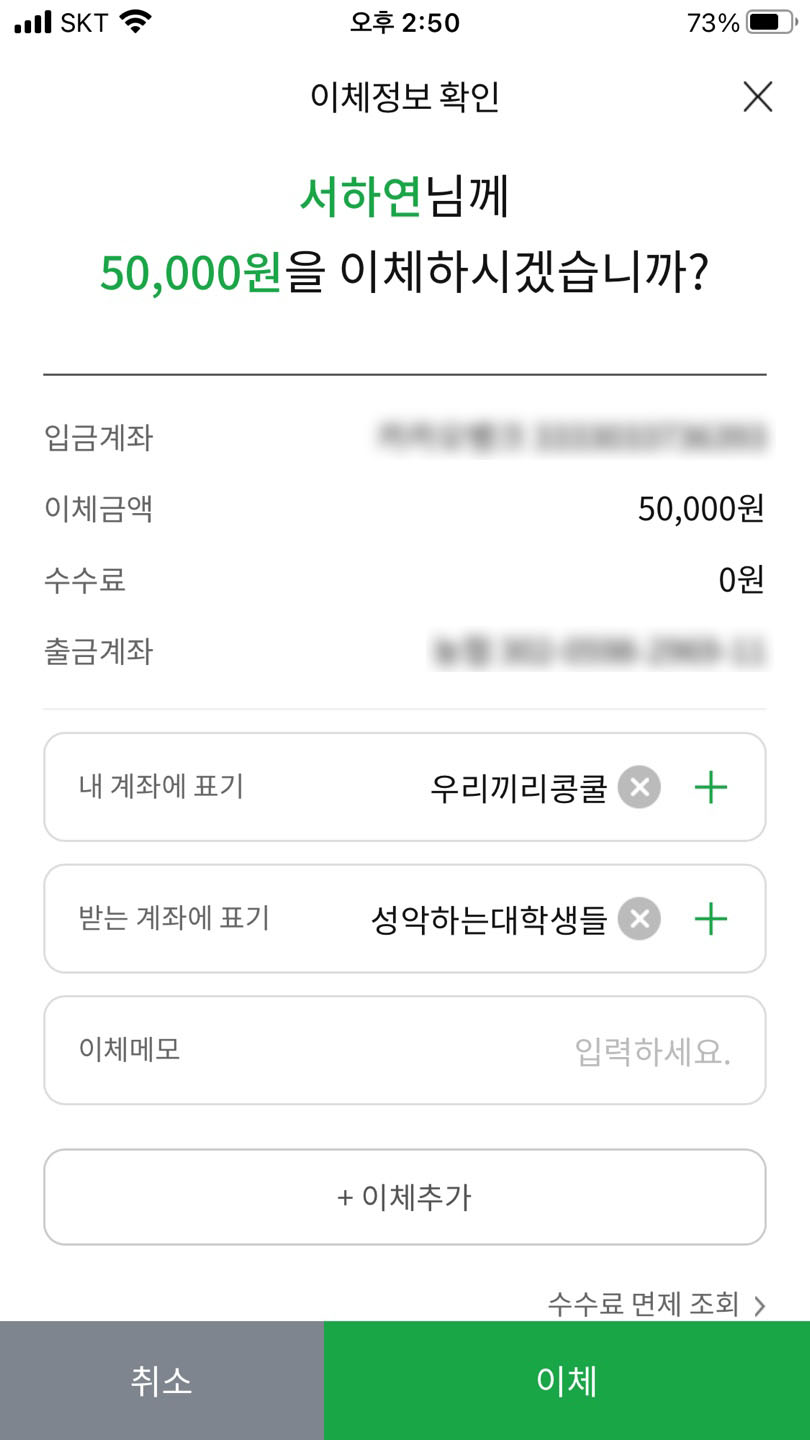 SKT 오후 2:50 73%
이체정보 확인
서하연님께
50,000원을 이체하시겠습니까?
입금계좌
이체금액 50,000원
수수료 0원
출금계좌
내 계좌에 표기 우리끼리콩쿨
받는 계좌에 표기 성악하는대학생들
이체메모 입력하세요.
+ 이체추가
수수료 면제 조회 >
취소 이체